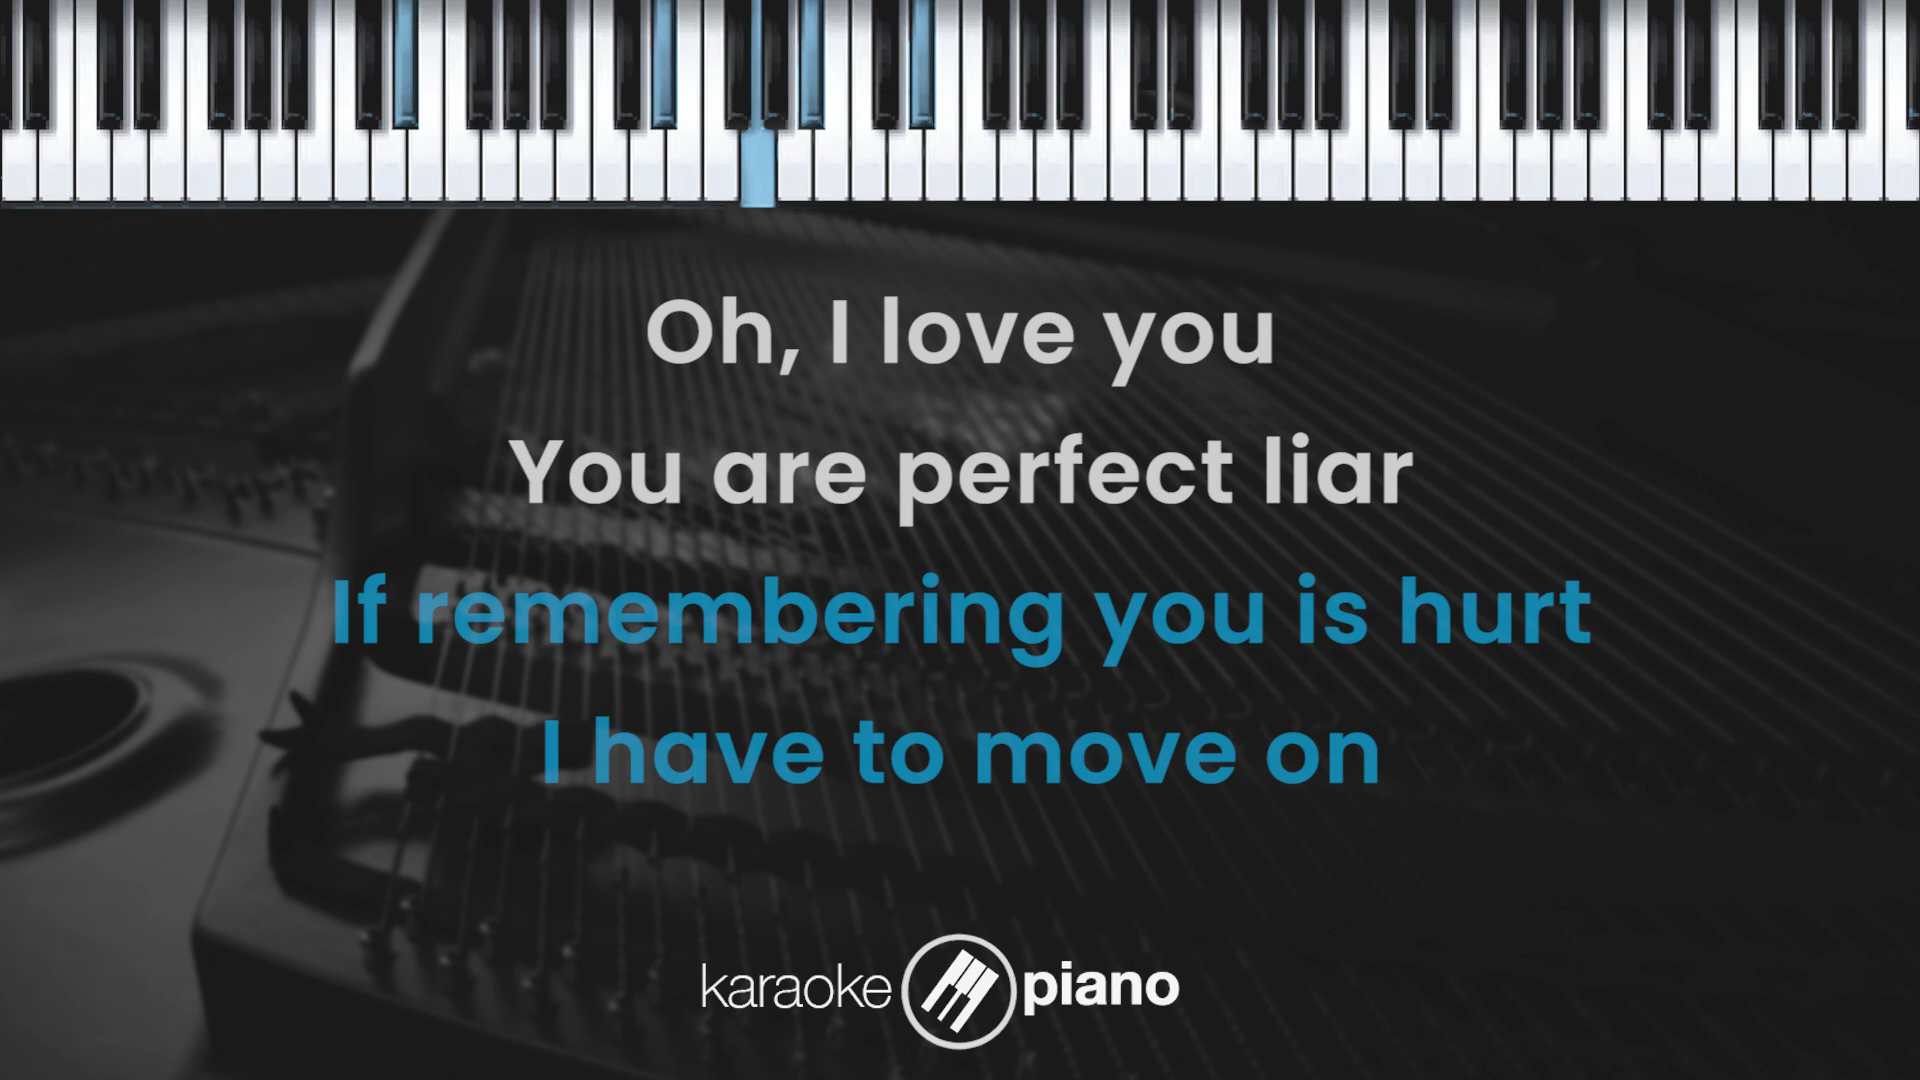 Oh, I love you
You are perfect liar
If remembering you is hurt
I have to move on
karaoke piano